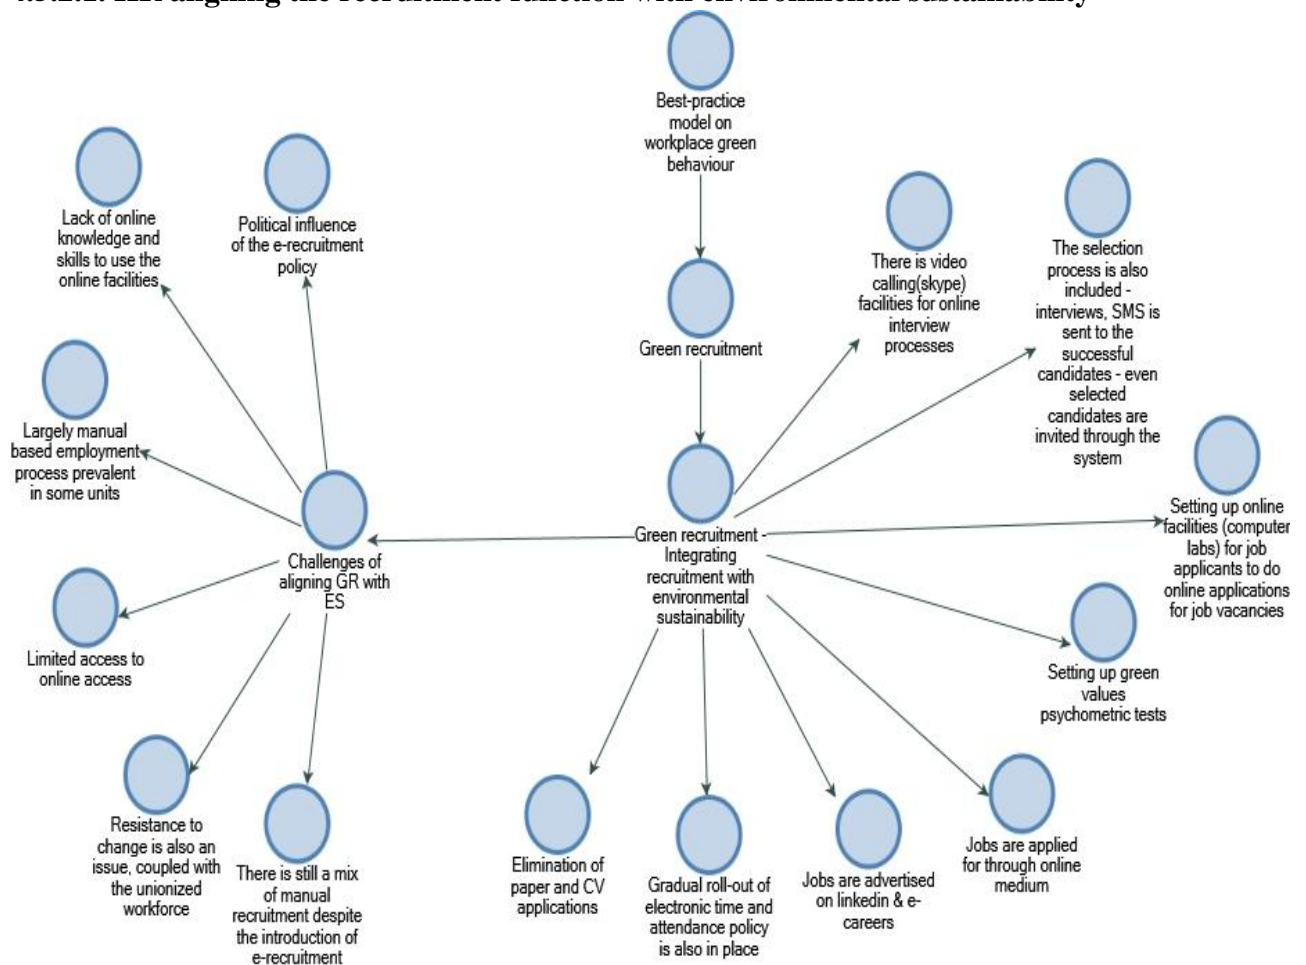 aligning the recruitment function with environmental sustainability
Best-practice
model on
workplace green
behaviour
Lack of online
knowledge and
skills to use the
online facilities
Political influence
of the e-recruitment
policy
There is video
calling(skype)
facilities for online
interview
processes
The selection
process is also
included -
interviews, SMS is
sent to the
successful
candidates - even
selected
candidates are
invited through the
system
Green recruitment
Largely manual
based employment
process prevalent
in some units
Setting up online
facilities (computer
labs) for job
applicants to do
online applications
for job vacancies
Green recruitment -
Integrating
recruitment with
environmental
sustainability
Challenges of
aligning GR with
ES
Limited access to
online access
Setting up green
values
psychometric tests
Resistance to
change is also an
issue, coupled with
the unionized
workforce
There is still a mix
of manual
recruitment despite
the introduction of
e-recruitment
Elimination of
paper and CV
applications
Gradual roll-out of
electronic time and
attendance policy
is also in place
Jobs are advertised
on linkedin & e-
careers
Jobs are applied
for through online
medium